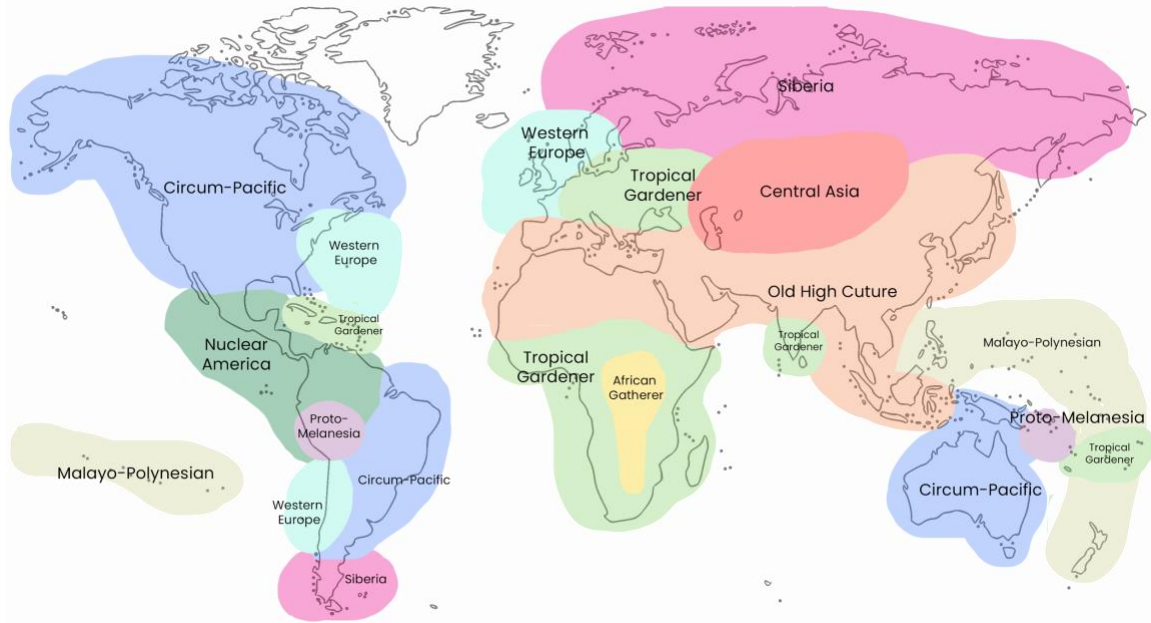 Siberia
Western
Europe
Tropical
Gardener
Central Asia
Circum-Pacific
Western
Europe
Old High Cuture
Tropical
Gardener
Nuclear
America
Tropical
Gardener
Tropical
Gardener
Malayo-Polynesian
African
Gatherer
Proto-
Melanesia
Proto-Melanesia
Tropical
Gardener
Malayo-Polynesian
Circum-Pacific
Circum-Pacific
Western
Europe
Siberia